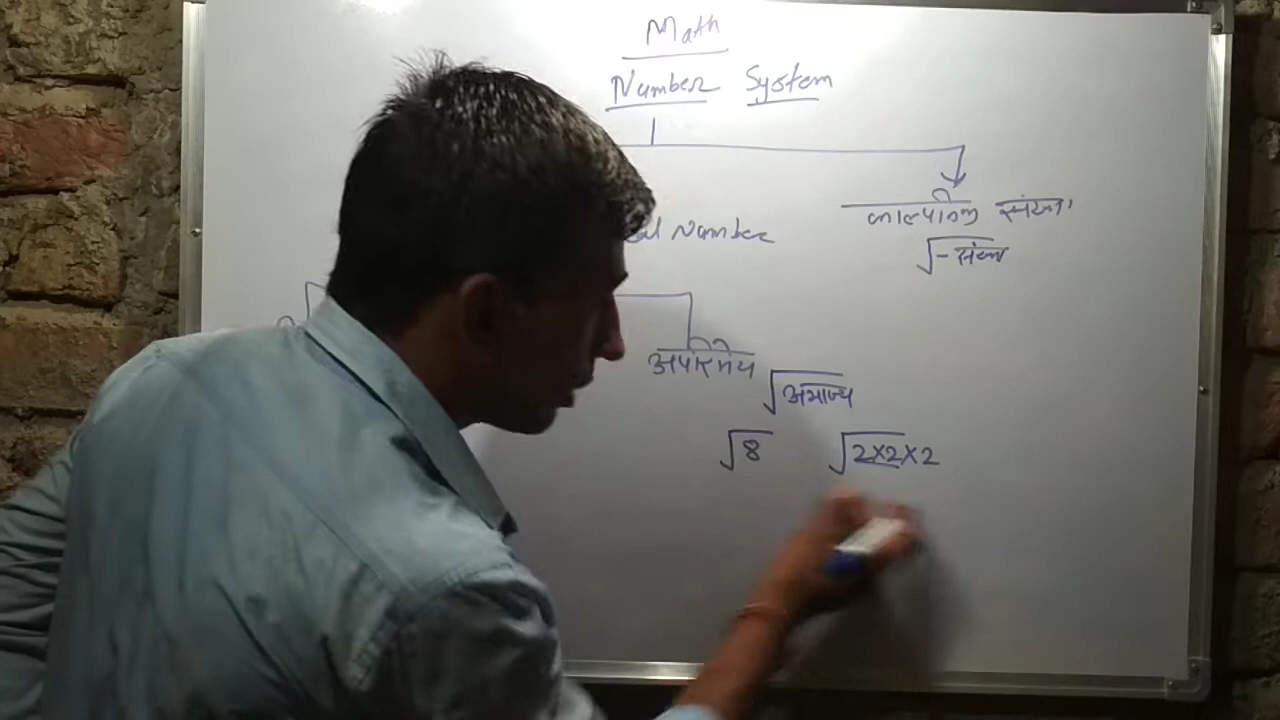 Math
Number System
काल्पनिक संख्या
Number
√-संख्या
अपरिमेय
√अभाज्य
√8 √2×2×2